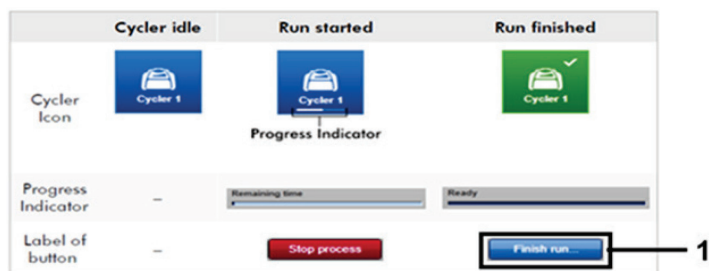 Cycler idle Run started Run finished
Cycler
Icon
Cycler 1
Cycler 1
Cycler 1
Progress Indicator
Progress
Indicator
–
Remaining time
Ready
Label of
button
–
Stop process
Finish run...
1